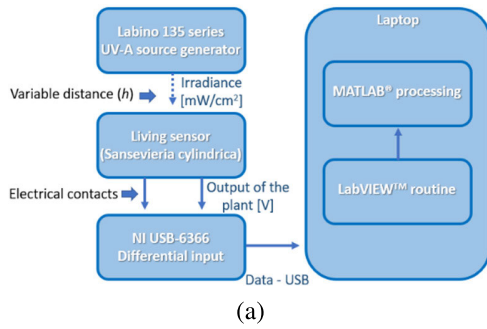 Labino 135 series
UV-A source generator
Variable distance (h)
Irradiance
[mW/cm²]
Living sensor
(Sansevieria cylindrica)
Electrical contacts
Output of the
plant [V]
NI USB-6366
Differential input
Data - USB
Laptop
MATLAB® processing
LabVIEW™ routine
(a)